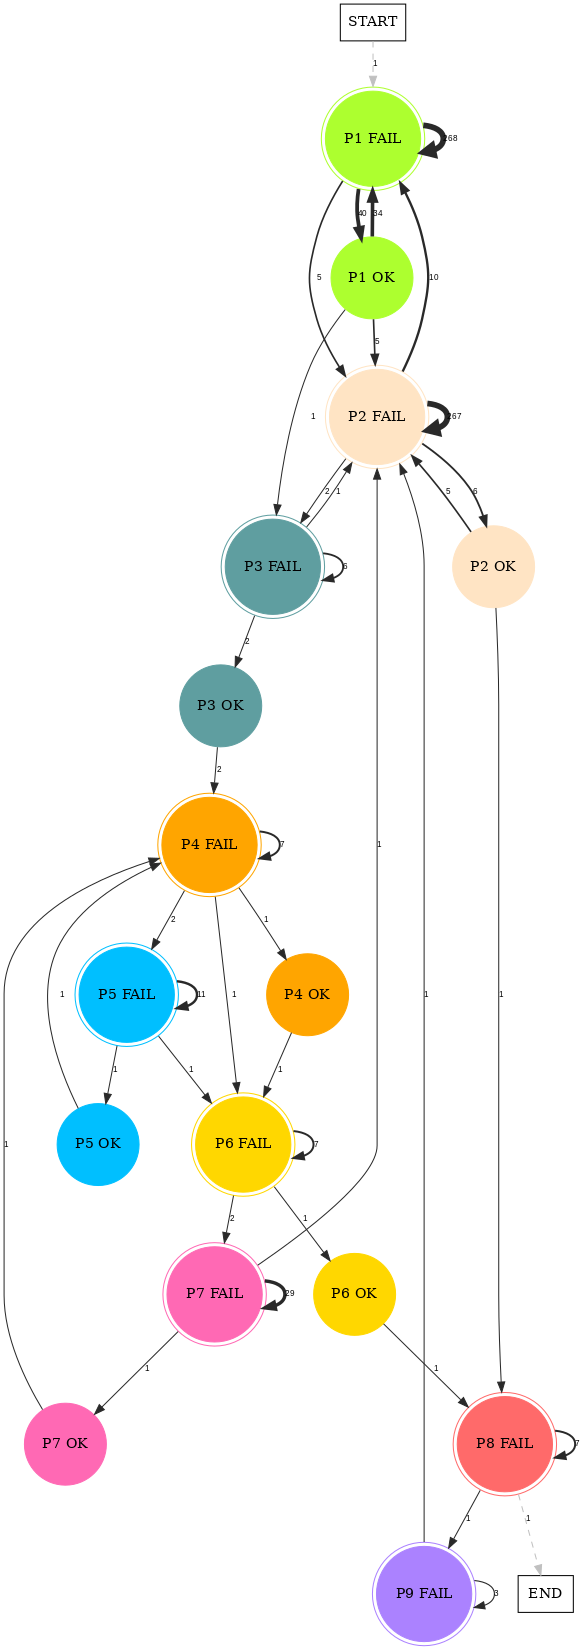 START
1
P1 FAIL
268
40
34
5
P1 OK
10
5
1
P2 FAIL
267
2
1
5
6
P3 FAIL
6
P2 OK
2
P3 OK
2
P4 FAIL
7
1
2
1
1
P5 FAIL
11
1
P4 OK
1
1
1
1
1
P5 OK
P6 FAIL
7
1
2
1
P7 FAIL
29
P6 OK
1
1
P7 OK
P8 FAIL
7
1
1
P9 FAIL
3
END